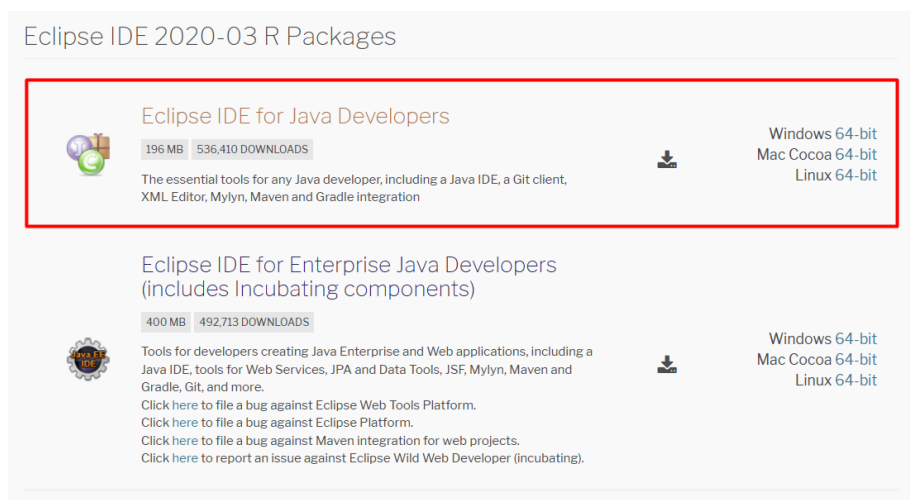 Eclipse IDE 2020-03 R Packages
Eclipse IDE for Java Developers
196 MB 536,410 DOWNLOADS
The essential tools for any Java developer, including a Java IDE, a Git client,
XML Editor, Mylyn, Maven and Gradle integration
Windows 64-bit
Mac Cocoa 64-bit
Linux 64-bit
Eclipse IDE for Enterprise Java Developers
(includes Incubating components)
400 MB 492,713 DOWNLOADS
Java EE
IDE
Tools for developers creating Java Enterprise and Web applications, including a
Java IDE, tools for Web Services, JPA and Data Tools, JSF, Mylyn, Maven and
Gradle, Git, and more.
Click here to file a bug against Eclipse Web Tools Platform.
Click here to file a bug against Eclipse Platform.
Click here to file a bug against Maven integration for web projects.
Click here to report an issue against Eclipse Wild Web Developer (incubating).
Windows 64-bit
Mac Cocoa 64-bit
Linux 64-bit